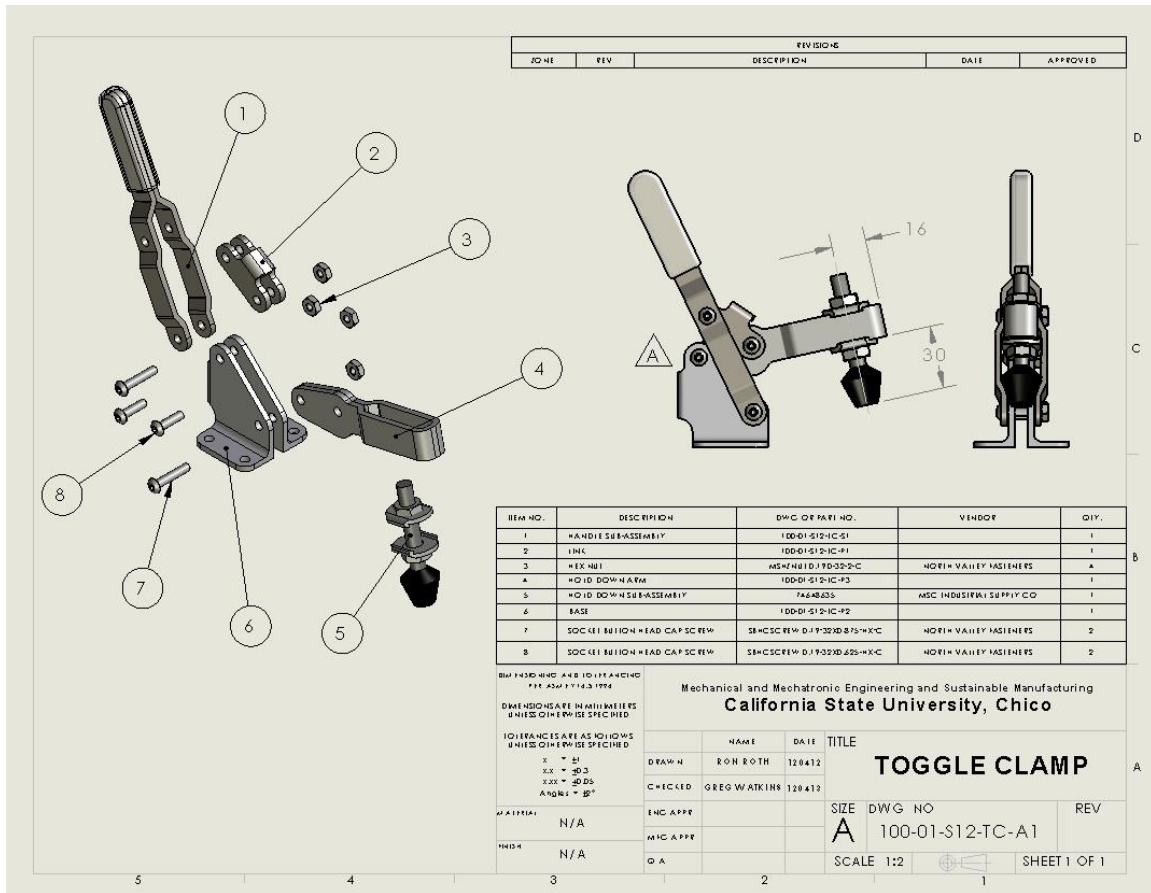 REVISIONS
ZONE REV DESCRIPTION DATE APPROVED
1
2
3
4
5
6
7
8
16
30
A
D
C
B
A
ITEM NO. DESCRIPTION DWG OR PART NO. VENDOR QTY.
1 HANDLE SUB-ASSEMBLY 100-01-S12-TC-S1 1
2 LINK 100-01-S12-TC-P1 1
3 HEX NUT NORTH VALLEY FASTENERS 4
4 HOLD DOWN ARM 100-01-S12-TC-P3 1
5 HOLD DOWN SUB-ASSEMBLY MSC INDUSTRIAL SUPPLY CO 1
6 BASE 100-01-S12-TC-P2 1
7 SOCKET BUTTON HEAD CAP SCREW NORTH VALLEY FASTENERS 2
8 SOCKET BUTTON HEAD CAP SCREW NORTH VALLEY FASTENERS 2
DIMENSIONING AND TOLERANCING
PER ASME Y14.5 1994
DIMENSIONS ARE IN MILLIMETERS
UNLESS OTHERWISE SPECIFIED
TOLERANCES ARE AS FOLLOWS
UNLESS OTHERWISE SPECIFIED
X = ±1
X.X = ±0.3
X.XX = ±0.05
Angles =
MATERIAL
N/A
FINISH
N/A
Mechanical and Mechatronic Engineering and Sustainable Manufacturing
California State University, Chico
NAME DATE
DRAWN RON ROTH 120412
CHECKED GREG WATKINS 120412
ENG APPR
MFG APPR
Q A
TITLE
TOGGLE CLAMP
SIZE DWG NO REV
A 100-01-S12-TC-A1
SCALE 1:2 SHEET 1 OF 1
5 4 3 2 1